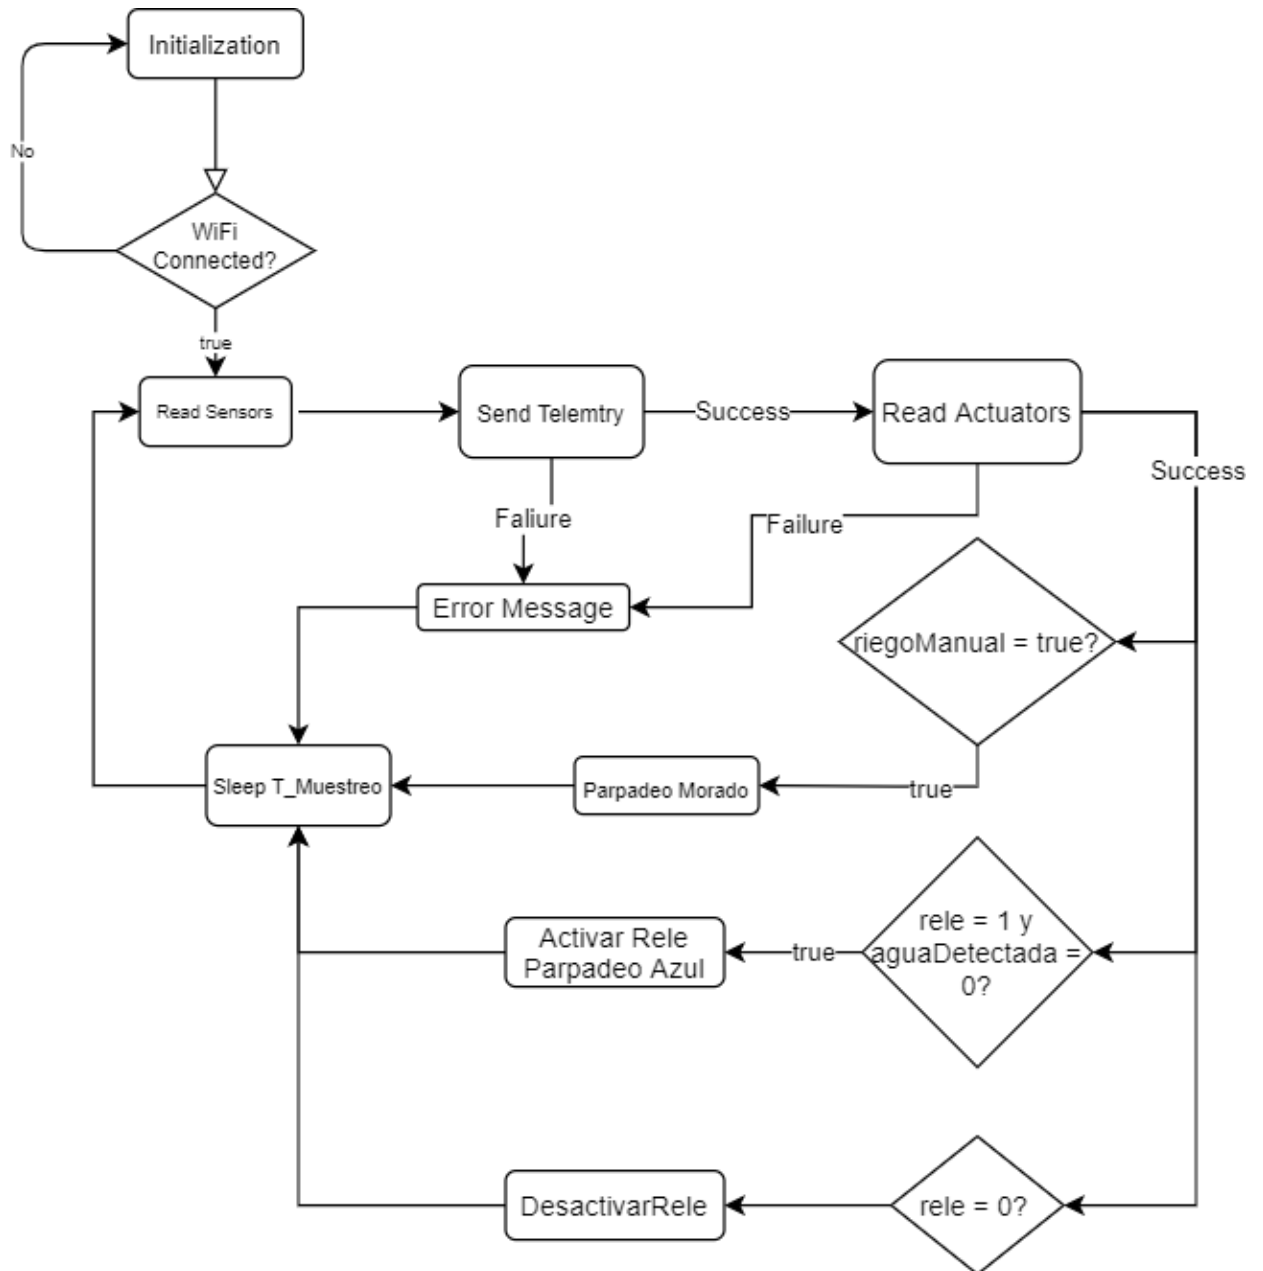 Initialization
No
WiFi
Connected?
true
Read Sensors
Send Telemtry
Success
Read Actuators
Success
Faliure
Failure
Error Message
riegoManual = true?
Sleep T_Muestreo
Parpadeo Morado
true
Activar Rele
Parpadeo Azul
true
rele = 1 y
aguaDetectada =
0?
DesactivarRele
rele = 0?